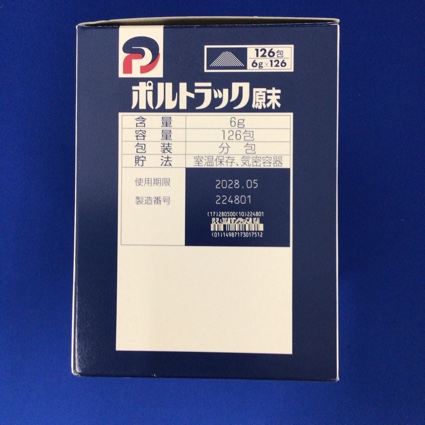 126包
6g×126
ポルトラック原末
含量 6g
容量 126包
包装 分包
貯法 室温保存、気密容器
使用期限 2028.05
製造番号 224801
(17)280500(10)224801
(01)14987173017512